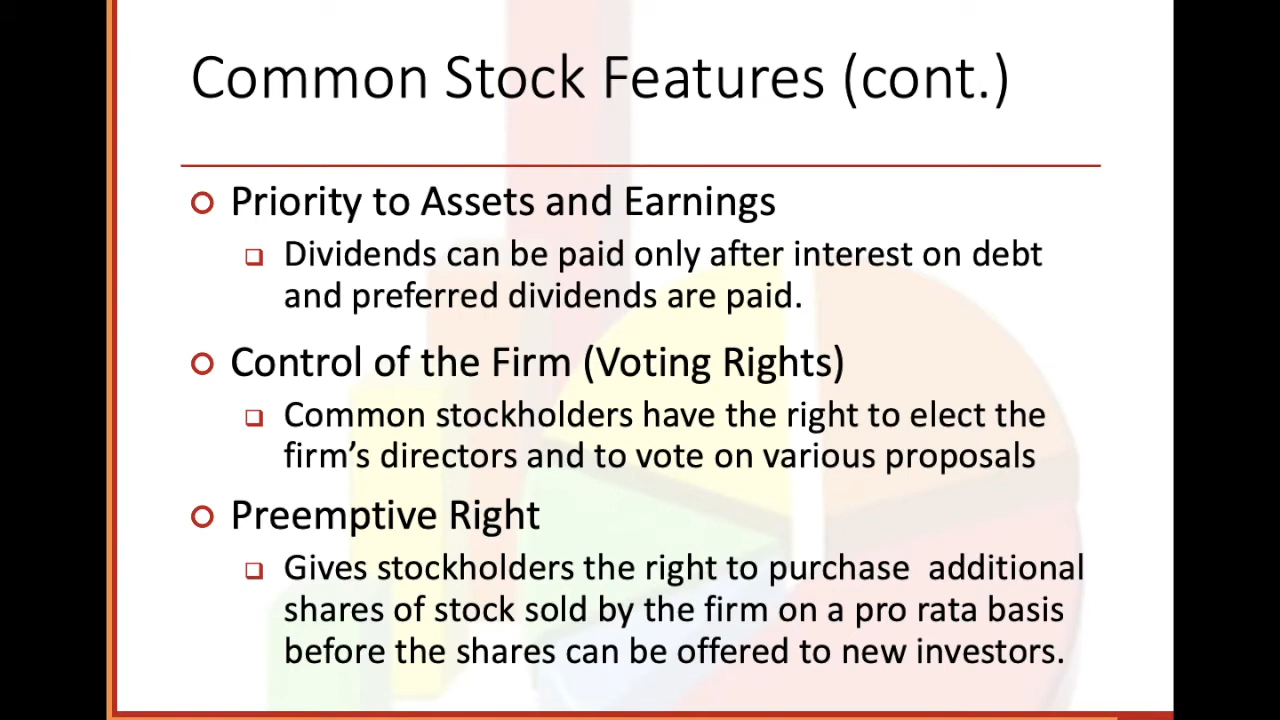 Common Stock Features (cont.)
Priority to Assets and Earnings
Dividends can be paid only after interest on debt
and preferred dividends are paid.
Control of the Firm (Voting Rights)
Common stockholders have the right to elect the
firm’s directors and to vote on various proposals
Preemptive Right
Gives stockholders the right to purchase  additional
shares of stock sold by the firm on a pro rata basis
before the shares can be offered to new investors.